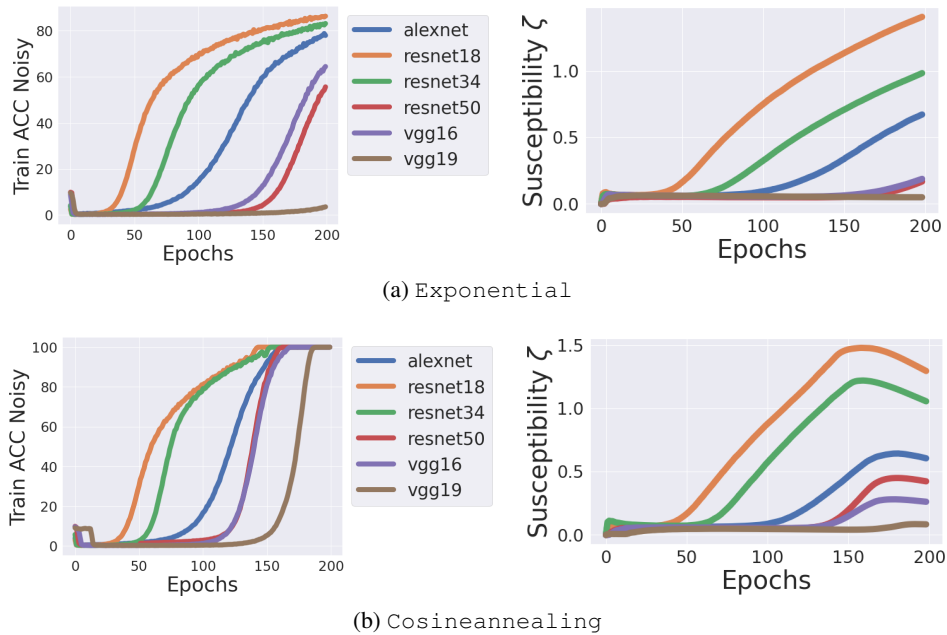 Train ACC Noisy
80
60
40
20
0
0 50 100 150 200
Epochs
alexnet
resnet18
resnet34
resnet50
vgg16
vgg19
Susceptibility ζ
1.0
0.5
0.0
0 50 100 150 200
Epochs
(a) Exponential
Train ACC Noisy
100
80
60
40
20
0
0 50 100 150 200
Epochs
alexnet
resnet18
resnet34
resnet50
vgg16
vgg19
Susceptibility ζ
1.5
1.0
0.5
0.0
0 50 100 150 200
Epochs
(b) Cosineannealing